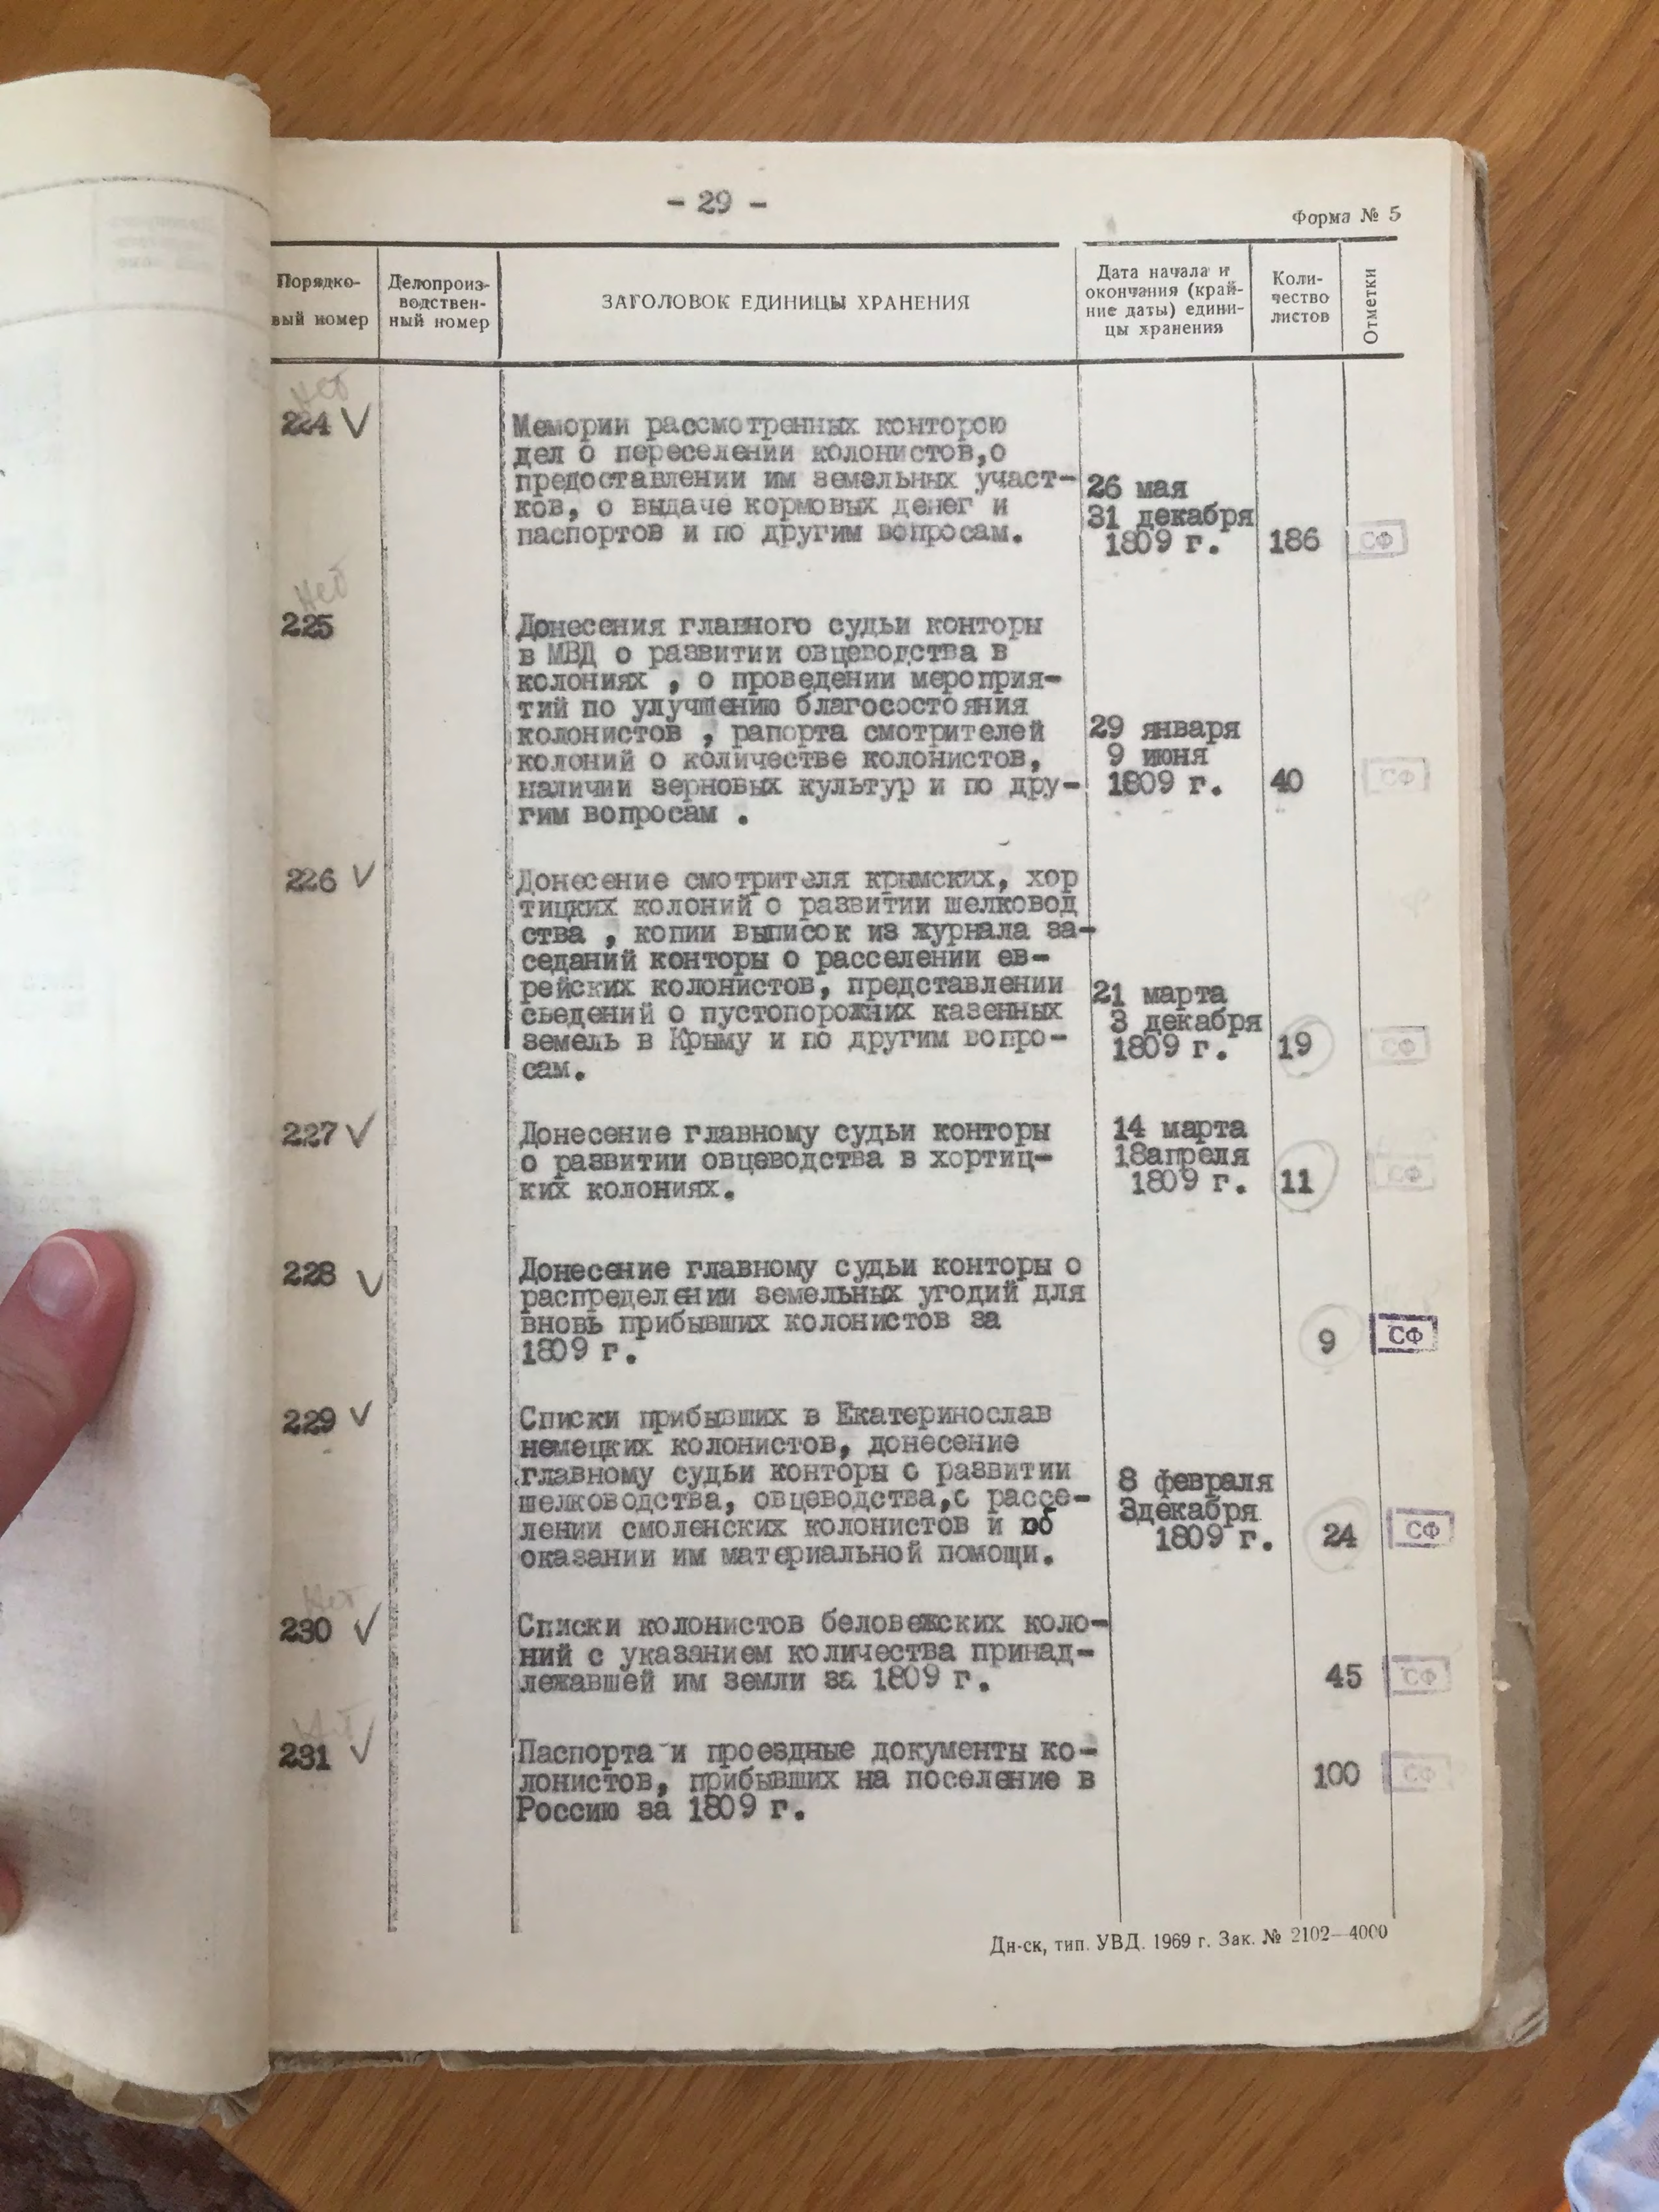 - 29 -
Форма № 5
Порядко-
вый номер
Делопроиз-
водствен-
ный номер
ЗАГОЛОВОК ЕДИНИЦЫ ХРАНЕНИЯ
Дата начала и
окончания (край-
ние даты) едини-
цы хранения
Коли-
чество
листов
Отметки
Нет
224 V
Мемории рассмотренных конторою
дел о переселении колонистов,о
предоставлении им земельных участ-
ков, о выдаче кормовых денег и
паспортов и по другим вопросам.
26 мая
31 декабря
1809 г.
186
СФ
Нет
225
Донесения главного судьи конторы
в МВД о развитии овцеводства в
колониях , о проведении мероприя-
тий по улучшению благосостояния
колонистов , рапорта смотрителей
колоний о количестве колонистов,
наличии зерновых культур и по дру-
гим вопросам .
29 января
9 июня
1809 г.
40
СФ
226 V
Донесение смотрителя крымских, хор
тицких колоний о развитии шелковод
ства , копии выписок из журнала за-
седаний конторы о расселении ев-
рейских колонистов, представлении
сведений о пустопорожних казенных
земель в Крыму и по другим вопро-
сам.
21 марта
3 декабря
1809 г.
19
СФ
227 V
Донесение главному судьи конторы
о развитии овцеводства в хортиц-
ких колониях.
14 марта
18апреля
1809 г.
11
СФ
228 V
Донесение главному судьи конторы о
распределении земельных угодий для
вновь прибывших колонистов за
1809 г.
9
СФ
229 V
Списки прибывших в Екатеринослав
немецких колонистов, донесение
главному судьи конторы о развитии
шелководства, овцеводства,о рассе-
лении смоленских колонистов и об
оказании им материальной помощи.
8 февраля
3декабря
1809 г.
24
СФ
Нет
230 V
Списки колонистов беловежских коло-
ний с указанием количества принад-
лежавшей им земли за 1809 г.
45
СФ
Нет
231 V
Паспорта и проездные документы ко-
лонистов, прибывших на поселение в
Россию за 1809 г.
100
СФ
Дн-ск, тип. УВД. 1969 г. Зак. № 2102—4000